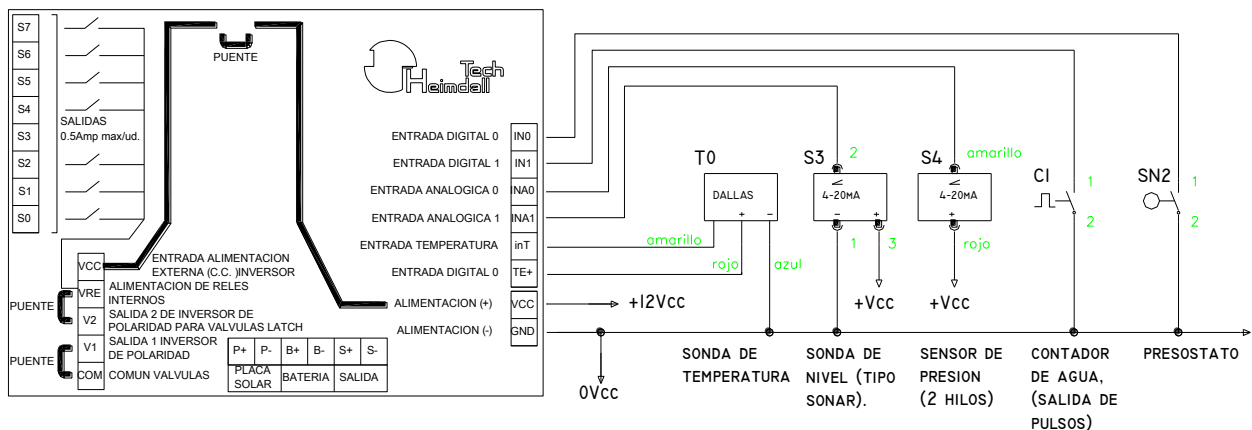 S7
S6
S5
S4
S3
S2
S1
S0
SALIDAS
0.5Amp max/ud.
PUENTE
Tech
Heimdall
ENTRADA DIGITAL 0 IN0
ENTRADA DIGITAL 1 IN1
ENTRADA ANALOGICA 0 INA0
ENTRADA ANALOGICA 1 INA1
ENTRADA TEMPERATURA inT
ENTRADA DIGITAL 0 TE+
ALIMENTACION (+) VCC
ALIMENTACION (-) GND
VCC ENTRADA ALIMENTACION
EXTERNA (C.C. )INVERSOR
VRE ALIMENTACION DE RELES
INTERNOS
PUENTE
V2 SALIDA 2 DE INVERSOR DE
POLARIDAD PARA VALVULAS LATCH
V1 SALIDA 1 INVERSOR
DE POLARIDAD
PUENTE
COM COMUN VALVULAS
P+ P- B+ B- S+ S-
PLACA
SOLAR
BATERIA
SALIDA
T0
DALLAS
+ -
amarillo
rojo
azul
S3
2
4-20mA
- +
1
3
+Vcc
S4
amarillo
4-20mA
+
rojo
+Vcc
CI
1
2
SN2
1
2
+12Vcc
0Vcc
SONDA DE
TEMPERATURA
SONDA DE
NIVEL (TIPO
SONAR).
SENSOR DE
PRESION
(2 HILOS)
CONTADOR
DE AGUA,
(SALIDA DE
PULSOS)
PRESOSTATO